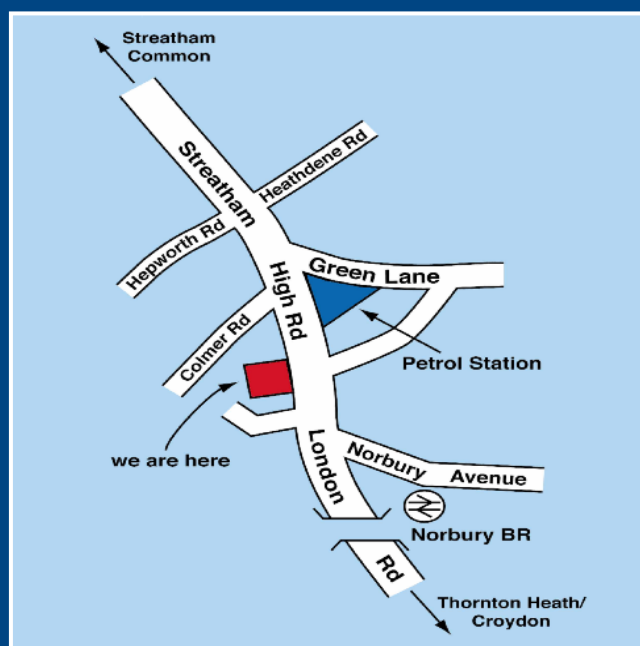 Streatham
Common
Streatham
High Rd
Heathdene Rd
Hepworth Rd
Green Lane
Colmer Rd
Petrol Station
we are here
London
Rd
Norbury Avenue
Norbury BR
Thornton Heath/
Croydon